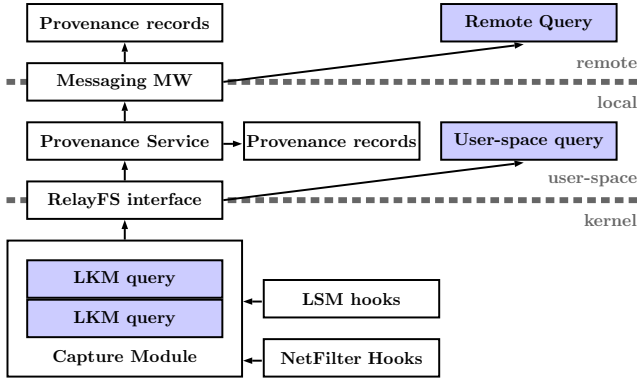 Provenance records
Remote Query
remote
Messaging MW
local
Provenance Service
Provenance records
User-space query
user-space
RelayFS interface
kernel
LKM query
LKM query
LSM hooks
Capture Module
NetFilter Hooks